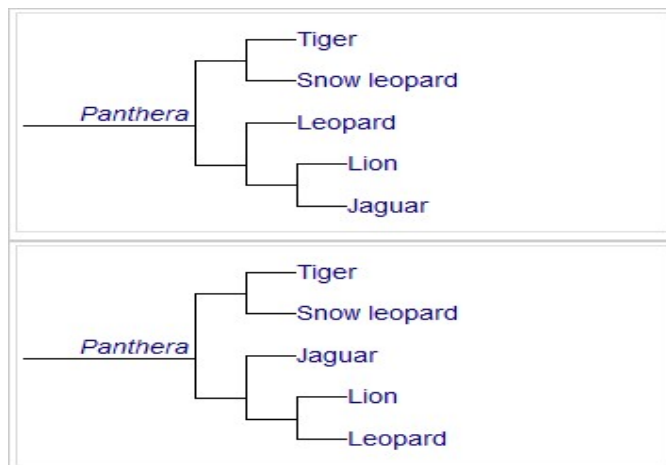 Tiger
Snow leopard
Panthera
Leopard
Lion
Jaguar
Tiger
Snow leopard
Panthera
Jaguar
Lion
Leopard